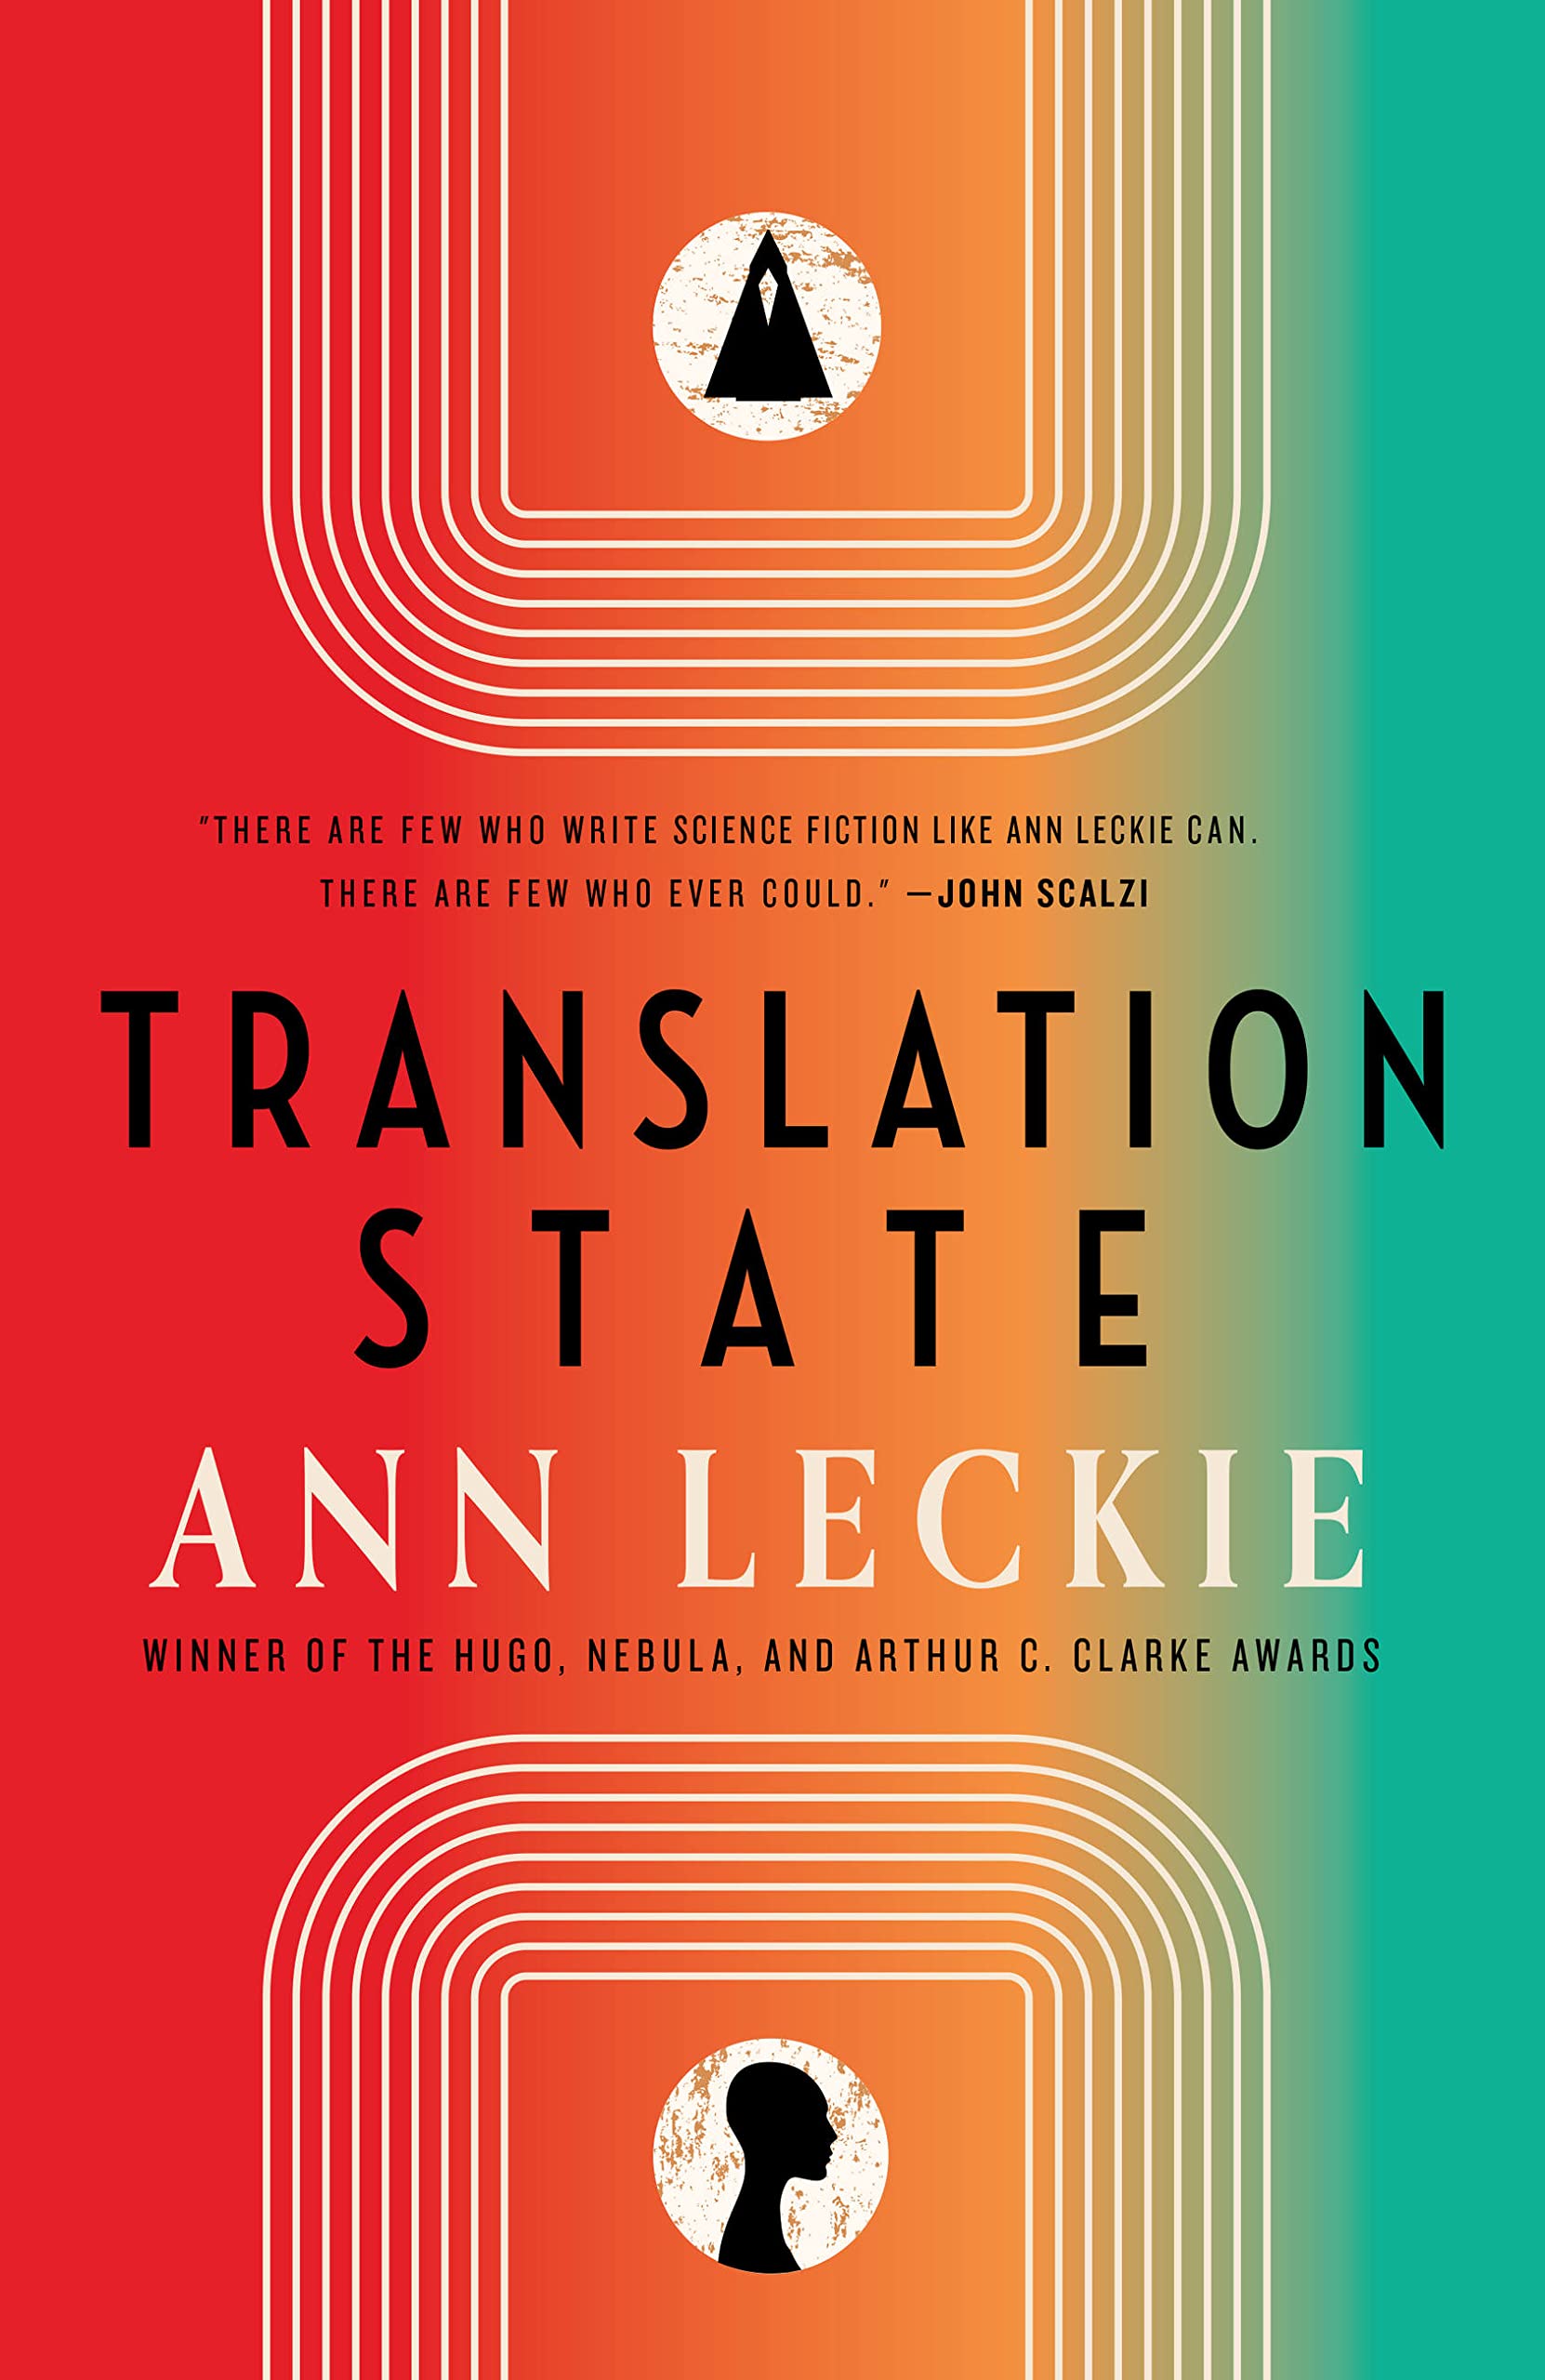 "THERE ARE FEW WHO WRITE SCIENCE FICTION LIKE ANN LECKIE CAN.
THERE ARE FEW WHO EVER COULD." —JOHN SCALZI
TRANSLATION
STATE
ANN LECKIE
WINNER OF THE HUGO, NEBULA, AND ARTHUR C. CLARKE AWARDS